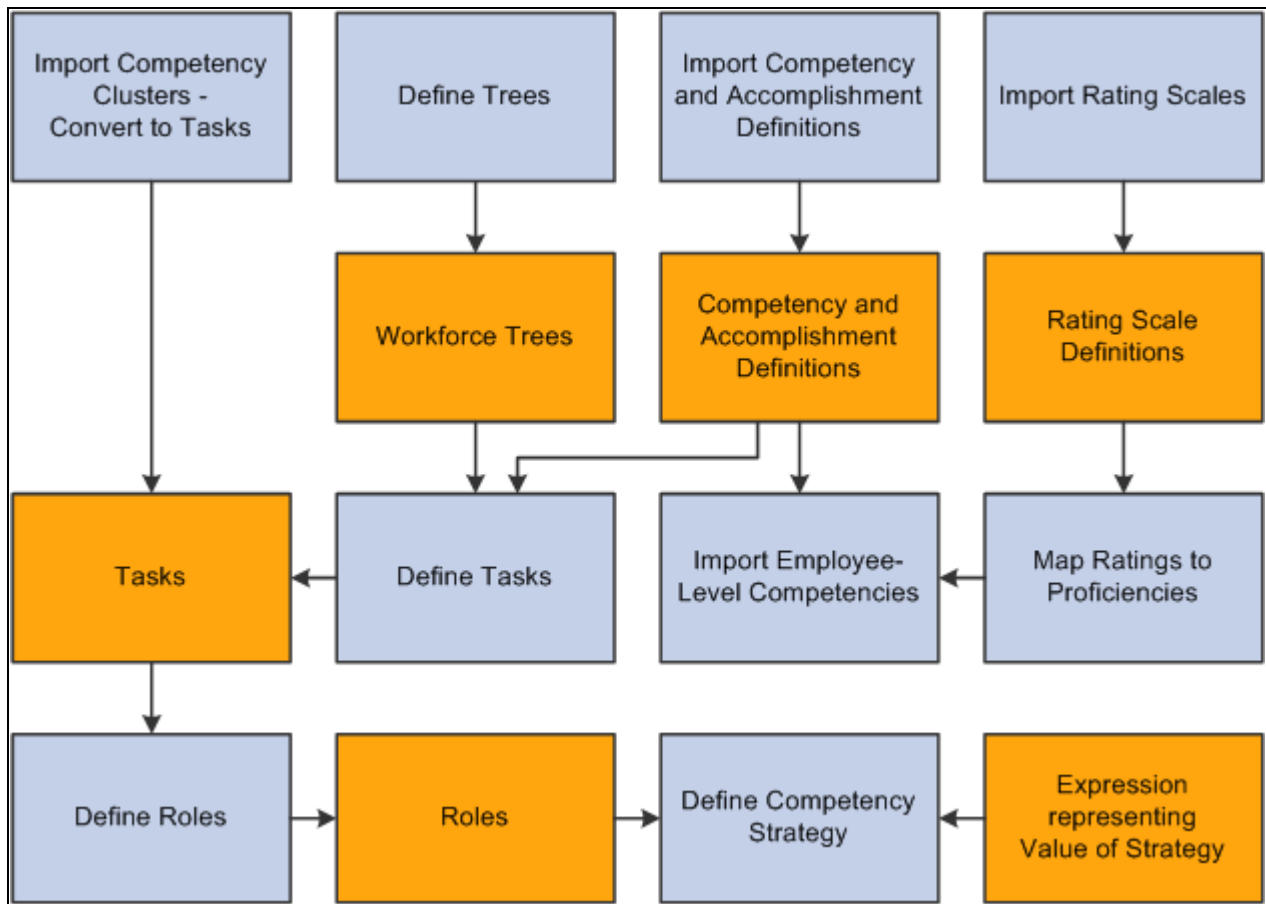 Import Competency
Clusters -
Convert to Tasks
Define Trees
Import Competency
and Accomplishment
Definitions
Import Rating Scales
Workforce Trees
Competency and
Accomplishment
Definitions
Rating Scale
Definitions
Tasks
Define Tasks
Import Employee-
Level Competencies
Map Ratings to
Proficiencies
Define Roles
Roles
Define Competency
Strategy
Expression
representing
Value of Strategy